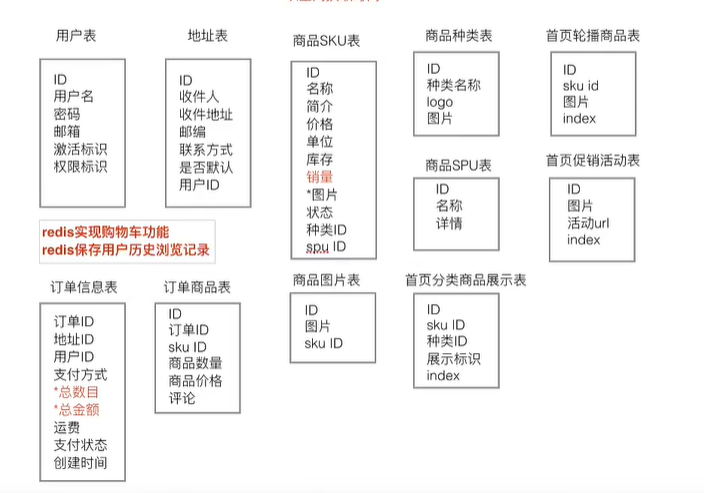 用户表
ID
用户名
密码
邮箱
激活标识
权限标识
地址表
ID
收件人
收件地址
邮编
联系方式
是否默认
用户ID
商品SKU表
ID
名称
简介
价格
单位
库存
销量
*图片
状态
种类ID
spu ID
商品种类表
ID
种类名称
logo
图片
首页轮播商品表
ID
sku id
图片
index
商品SPU表
ID
名称
详情
首页促销活动表
ID
图片
活动url
index
redis实现购物车功能
redis保存用户历史浏览记录
订单信息表
订单ID
地址ID
用户ID
支付方式
*总数目
*总金额
运费
支付状态
创建时间
订单商品表
ID
订单ID
sku ID
商品数量
商品价格
评论
商品图片表
ID
图片
sku ID
首页分类商品展示表
ID
sku ID
种类ID
展示标识
index